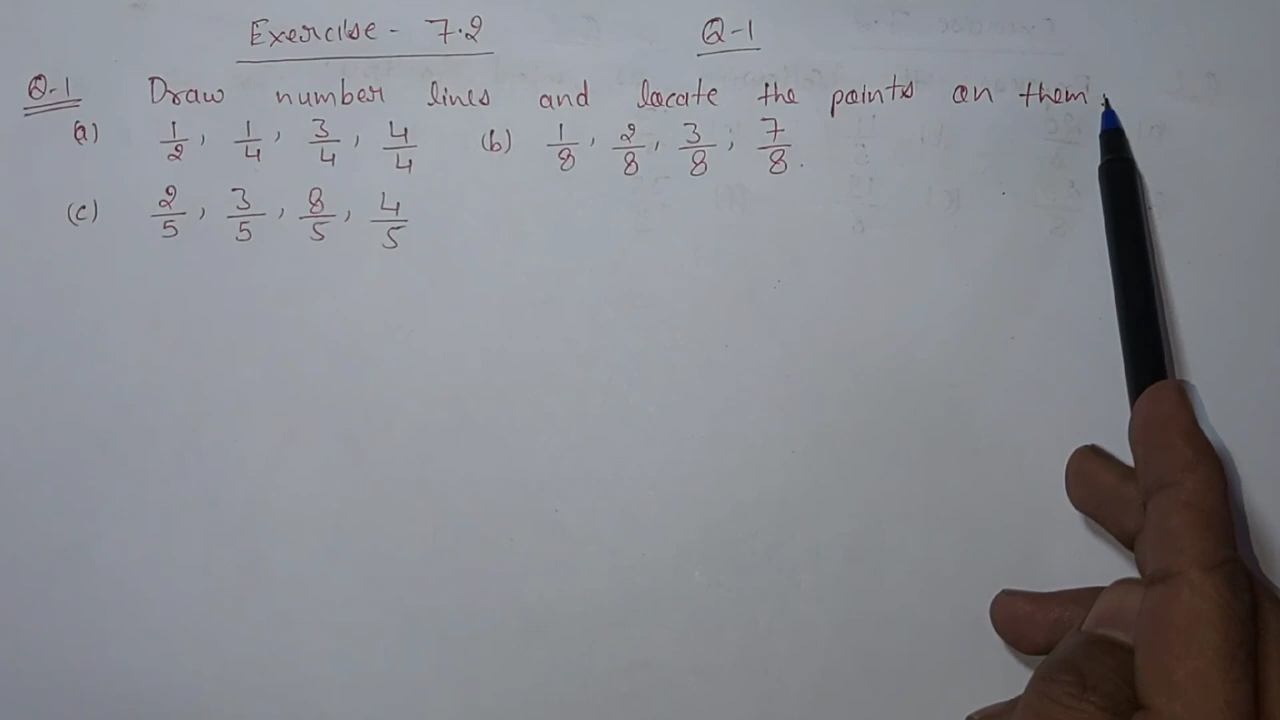 Exercise - 7.2 Q-1
Q.1 Draw number lines and locate the points on them.
(a) 1/2, 1/4, 3/4, 4/4 (b) 1/8, 2/8, 3/8, 7/8.
(c) 2/5, 3/5, 8/5, 4/5